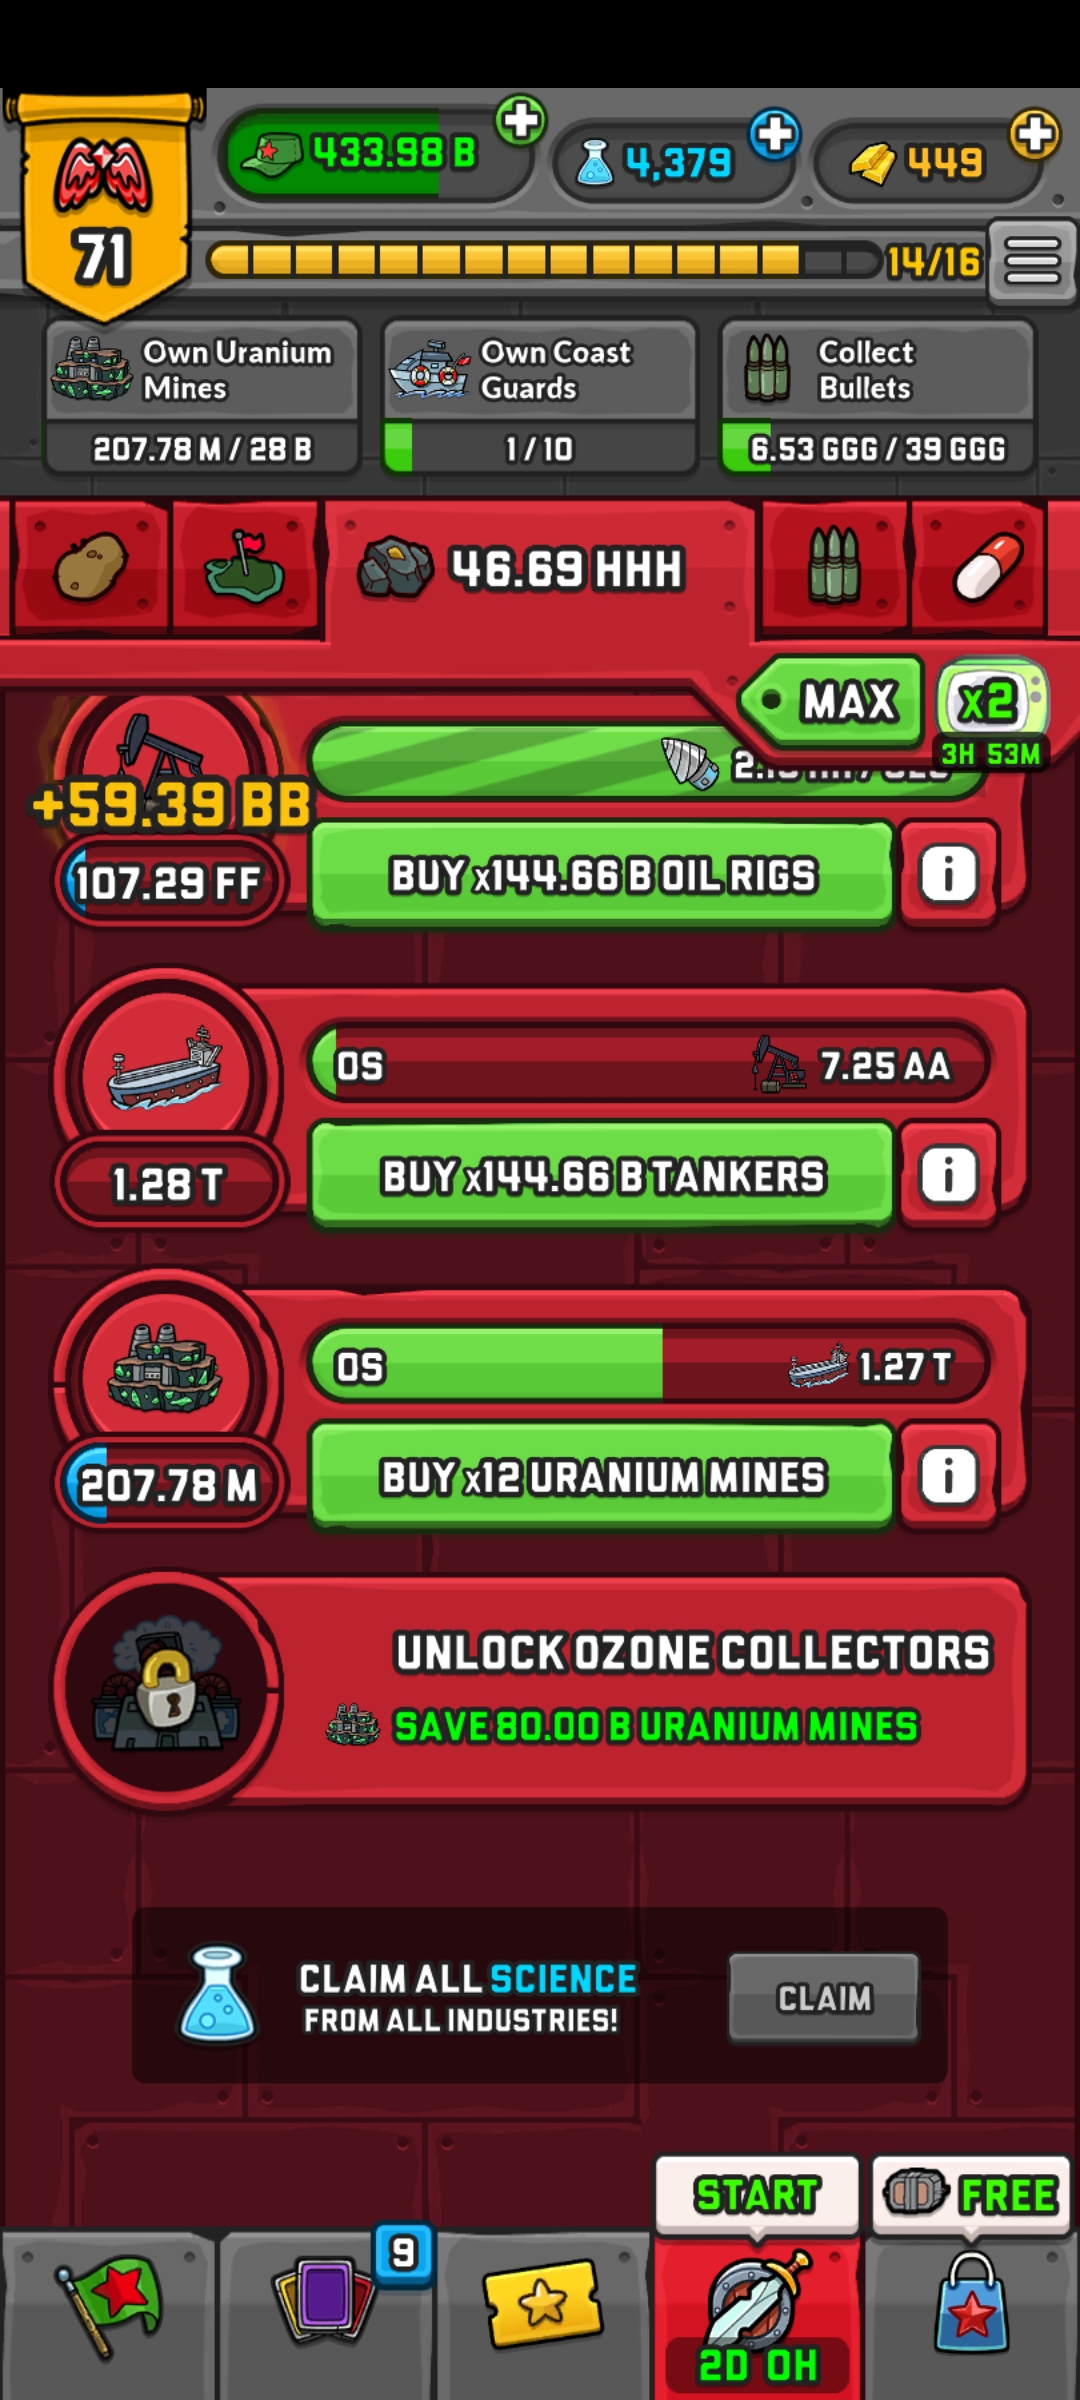 433.98 B
4,379
449
71
14/16
Own Uranium
Mines
207.78 M / 28 B
Own Coast
Guards
1/10
Collect
Bullets
6.53 GGG / 39 GGG
46.69 HHH
MAX
x2
3H 53M
+59.39 BB
107.29 FF
BUY x144.66 B OIL RIGS
i
0S
7.25 AA
1.28 T
BUY x144.66 B TANKERS
i
0S
1.27 T
207.78 M
BUY x12 URANIUM MINES
i
UNLOCK OZONE COLLECTORS
SAVE 80.00 B URANIUM MINES
CLAIM ALL SCIENCE
FROM ALL INDUSTRIES!
CLAIM
START
FREE
9
2D 0H